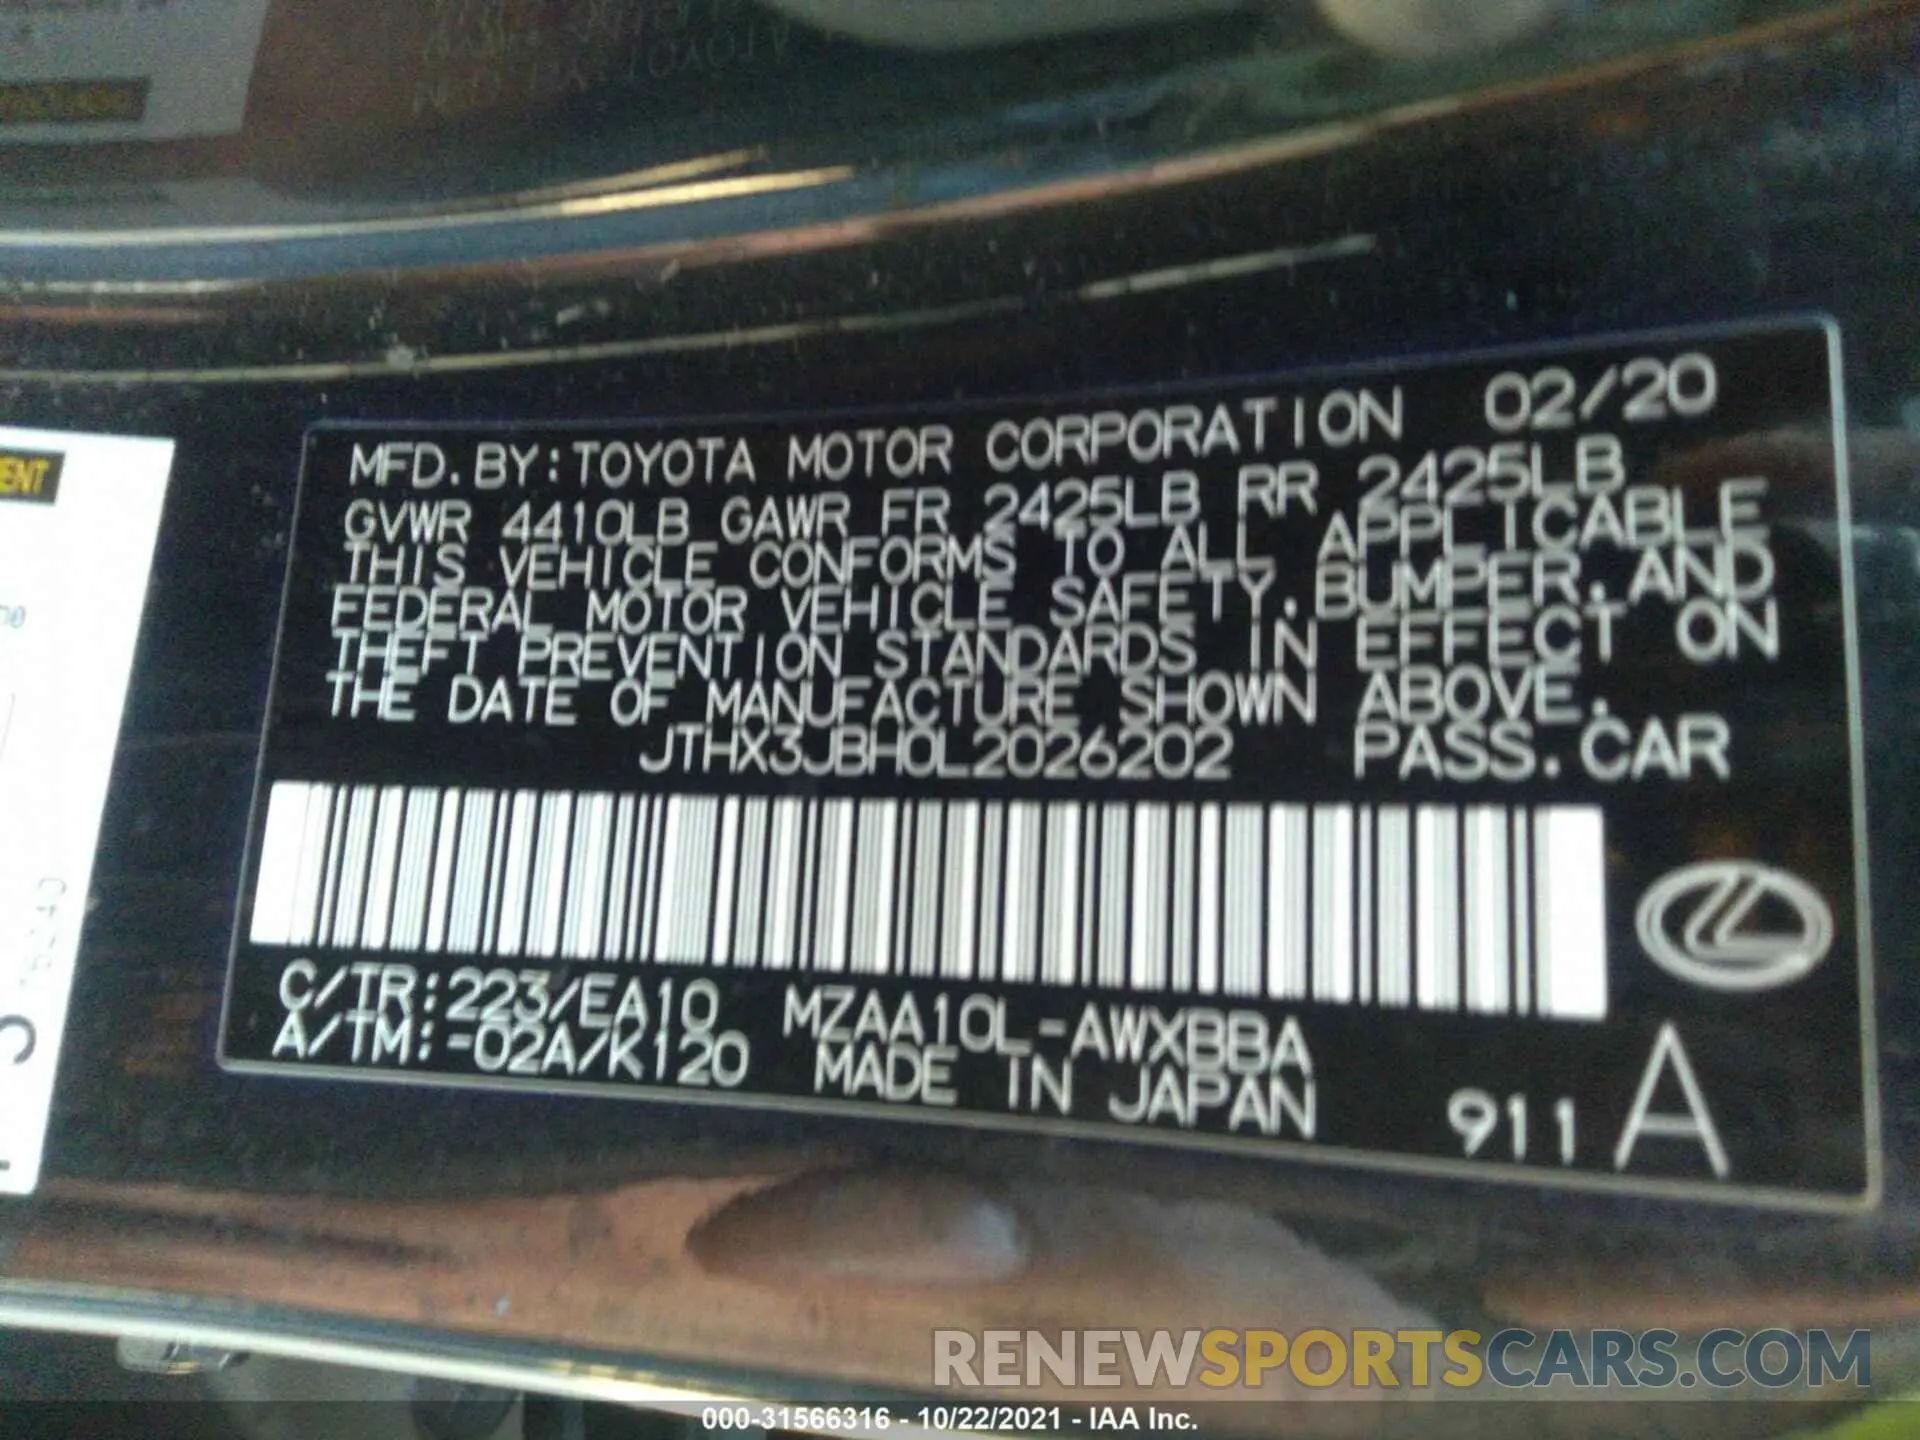 MFD.BY:TOYOTA MOTOR CORPORATION 02/20
GVWR 4410LB GAWR FR 2425LB RR 2425LB
THIS VEHICLE CONFORMS TO ALL APPLICABLE
FEDERAL MOTOR VEHICLE SAFETY,BUMPER,AND
THEFT PREVENTION STANDARDS IN EFFECT ON
THE DATE OF MANUFACTURE SHOWN ABOVE.
JTHX3JBH0L2026202 PASS.CAR
C/TR:223/EA10 MZAA10L-AWXBBA
A/TM:-02A/K120 MADE IN JAPAN
911 A
RENEWSPORTSCARS.COM
000-31566316 - 10/22/2021 - IAA Inc.